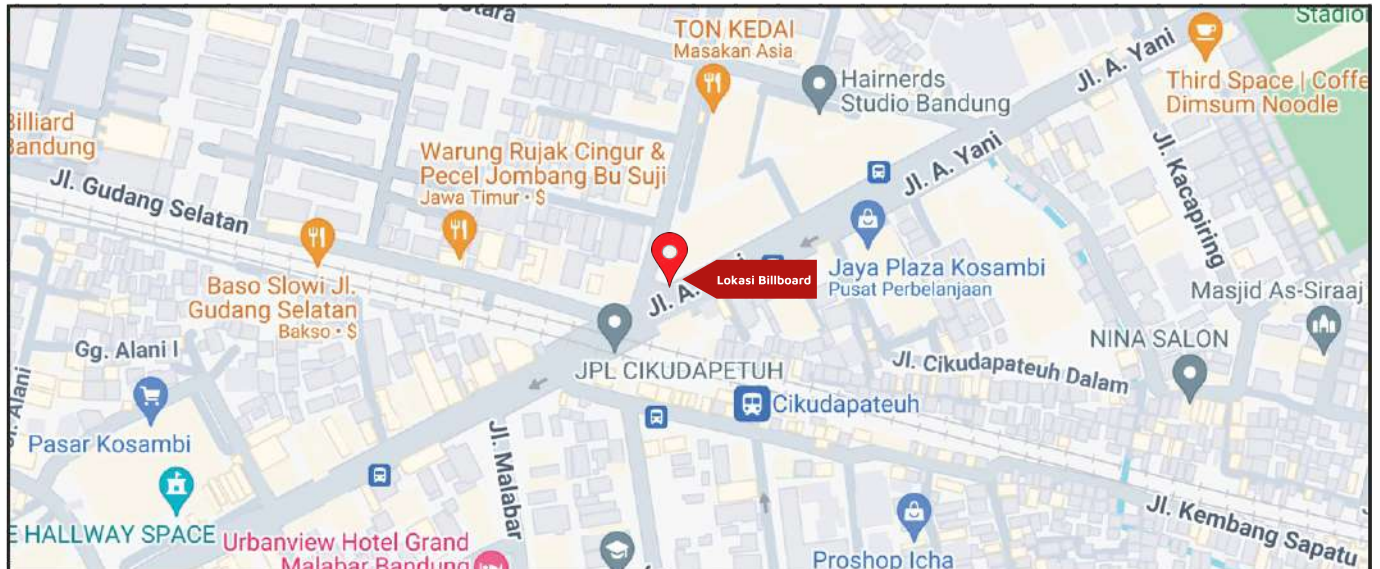 Utara
TON KEDAI
Masakan Asia
Stadion
Jl. A. Yani
Third Space | Coffe
Dimsum Noodle
Hairnerds
Studio Bandung
Billiard
Bandung
Warung Rujak Cingur &
Pecel Jombang Bu Suji
Jawa Timur · $
Jl. Gudang Selatan
Jl. A. Yani
Jl. Kacapiring
Baso Slowi Jl.
Gudang Selatan
Bakso · $
Lokasi Billboard
Jl. A.
Jaya Plaza Kosambi
Pusat Perbelanjaan
Masjid As-Siraaj
Gg. Alani I
JPL CIKUDAPETUH
NINA SALON
Jl. Cikudapateuh Dalam
Alani
Cikudapateuh
Pasar Kosambi
Jl. Malabar
E HALLWAY SPACE
Jl. Kembang Sapatu
Urbanview Hotel Grand
Malabar Bandung
Proshop Icha